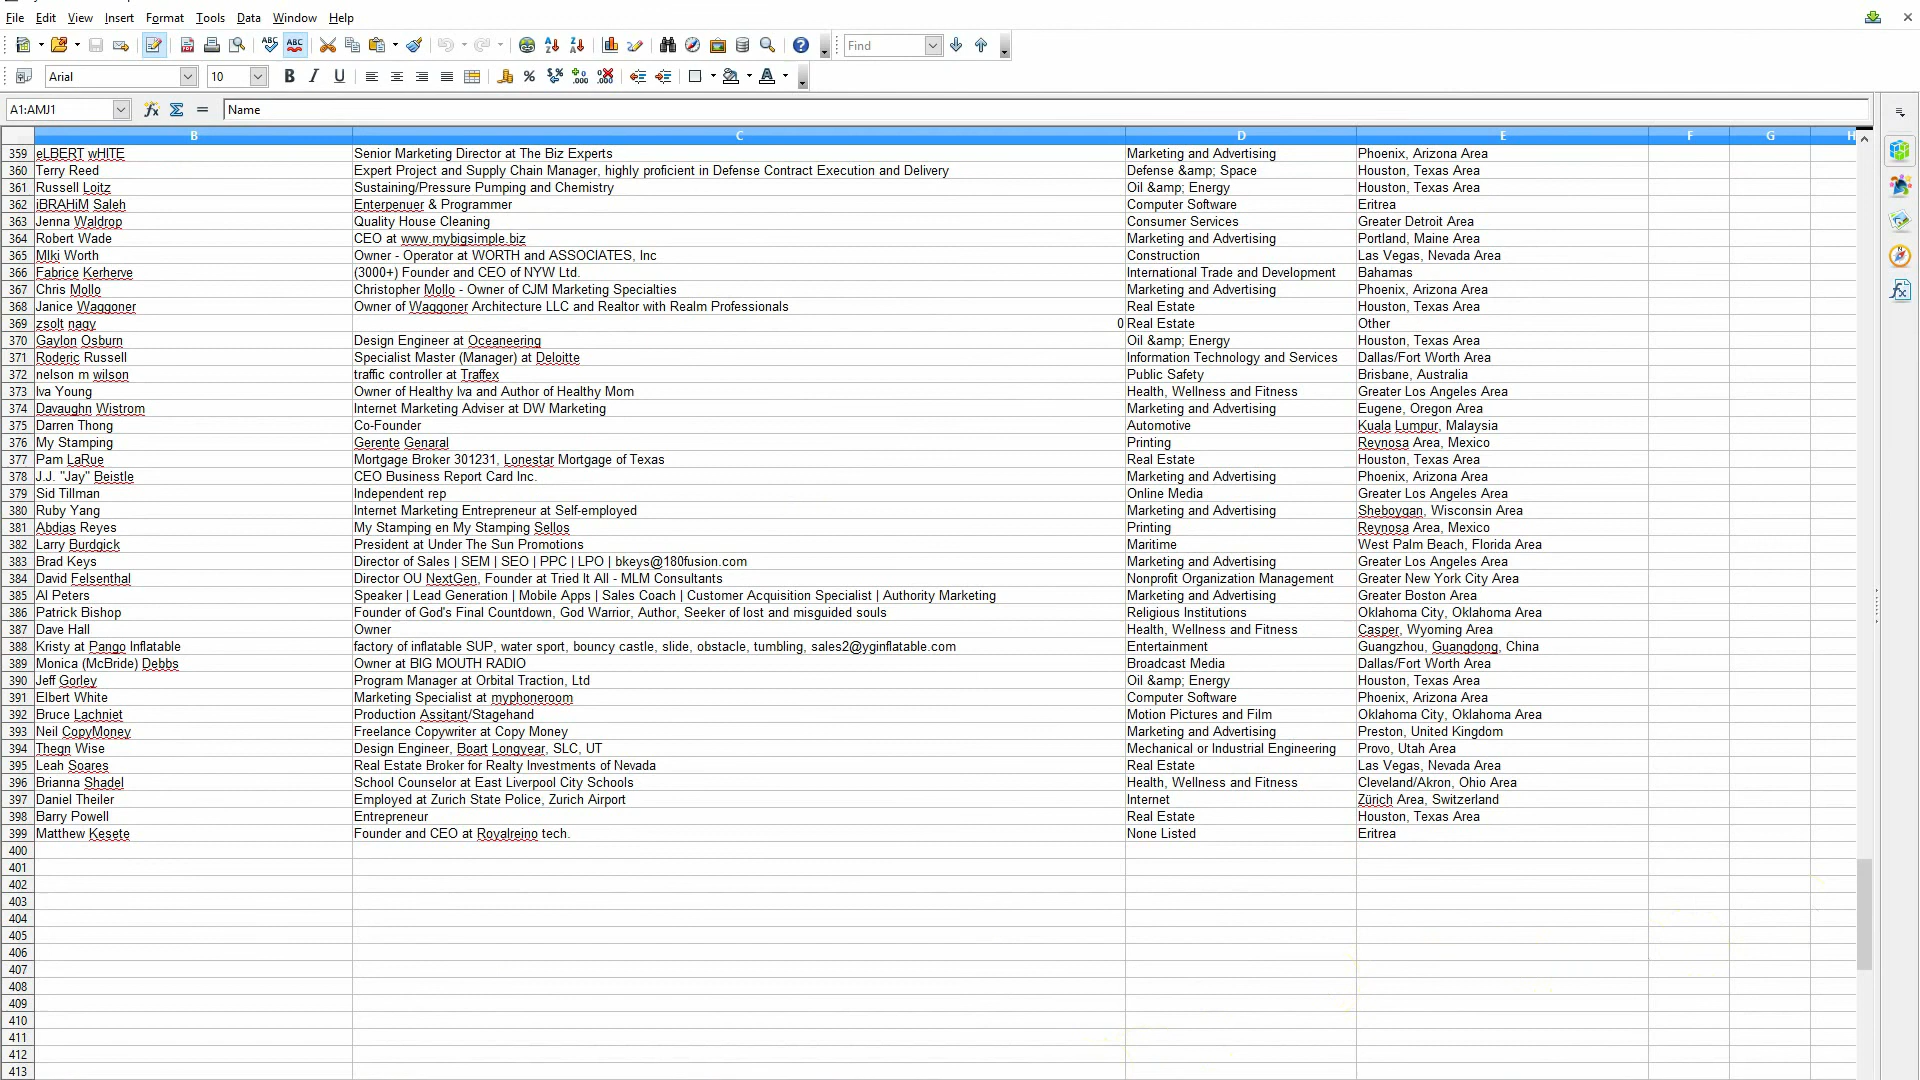 File Edit View Insert Format Tools Data Window Help
Find
Arial 10
A1:AMJ1 Name
B C D E F G H
359 eLBERT wHITE Senior Marketing Director at The Biz Experts Marketing and Advertising Phoenix, Arizona Area
360 Terry Reed Expert Project and Supply Chain Manager, highly proficient in Defense Contract Execution and Delivery Defense &amp; Space Houston, Texas Area
361 Russell Loitz Sustaining/Pressure Pumping and Chemistry Oil &amp; Energy Houston, Texas Area
362 iBRAHiM Saleh Enterpenuer & Programmer Computer Software Eritrea
363 Jenna Waldrop Quality House Cleaning Consumer Services Greater Detroit Area
364 Robert Wade CEO at www.mybigsimple.biz Marketing and Advertising Portland, Maine Area
365 MIki Worth Owner - Operator at WORTH and ASSOCIATES, Inc Construction Las Vegas, Nevada Area
366 Fabrice Kerherve (3000+) Founder and CEO of NYW Ltd. International Trade and Development Bahamas
367 Chris Mollo Christopher Mollo - Owner of CJM Marketing Specialties Marketing and Advertising Phoenix, Arizona Area
368 Janice Waggoner Owner of Waggoner Architecture LLC and Realtor with Realm Professionals Real Estate Houston, Texas Area
369 zsolt nagy 0 Real Estate Other
370 Gaylon Osburn Design Engineer at Oceaneering Oil &amp; Energy Houston, Texas Area
371 Roderic Russell Specialist Master (Manager) at Deloitte Information Technology and Services Dallas/Fort Worth Area
372 nelson m wilson traffic controller at Traffex Public Safety Brisbane, Australia
373 Iva Young Owner of Healthy Iva and Author of Healthy Mom Health, Wellness and Fitness Greater Los Angeles Area
374 Davaughn Wistrom Internet Marketing Adviser at DW Marketing Marketing and Advertising Eugene, Oregon Area
375 Darren Thong Co-Founder Automotive Kuala Lumpur, Malaysia
376 My Stamping Gerente Genaral Printing Reynosa Area, Mexico
377 Pam LaRue Mortgage Broker 301231, Lonestar Mortgage of Texas Real Estate Houston, Texas Area
378 J.J. "Jay" Beistle CEO Business Report Card Inc. Marketing and Advertising Phoenix, Arizona Area
379 Sid Tillman Independent rep Online Media Greater Los Angeles Area
380 Ruby Yang Internet Marketing Entrepreneur at Self-employed Marketing and Advertising Sheboygan, Wisconsin Area
381 Abdias Reyes My Stamping en My Stamping Sellos Printing Reynosa Area, Mexico
382 Larry Burdgick President at Under The Sun Promotions Maritime West Palm Beach, Florida Area
383 Brad Keys Director of Sales | SEM | SEO | PPC | LPO | bkeys@180fusion.com Marketing and Advertising Greater Los Angeles Area
384 David Felsenthal Director OU NextGen, Founder at Tried It All - MLM Consultants Nonprofit Organization Management Greater New York City Area
385 Al Peters Speaker | Lead Generation | Mobile Apps | Sales Coach | Customer Acquisition Specialist | Authority Marketing Marketing and Advertising Greater Boston Area
386 Patrick Bishop Founder of God's Final Countdown, God Warrior, Author, Seeker of lost and misguided souls Religious Institutions Oklahoma City, Oklahoma Area
387 Dave Hall Owner Health, Wellness and Fitness Casper, Wyoming Area
388 Kristy at Pango Inflatable factory of inflatable SUP, water sport, bouncy castle, slide, obstacle, tumbling, sales2@yginflatable.com Entertainment Guangzhou, Guangdong, China
389 Monica (McBride) Debbs Owner at BIG MOUTH RADIO Broadcast Media Dallas/Fort Worth Area
390 Jeff Gorley Program Manager at Orbital Traction, Ltd Oil &amp; Energy Houston, Texas Area
391 Elbert White Marketing Specialist at myphoneroom Computer Software Phoenix, Arizona Area
392 Bruce Lachniet Production Assitant/Stagehand Motion Pictures and Film Oklahoma City, Oklahoma Area
393 Neil CopyMoney Freelance Copywriter at Copy Money Marketing and Advertising Preston, United Kingdom
394 Thegn Wise Design Engineer, Boart Longyear, SLC, UT Mechanical or Industrial Engineering Provo, Utah Area
395 Leah Soares Real Estate Broker for Realty Investments of Nevada Real Estate Las Vegas, Nevada Area
396 Brianna Shadel School Counselor at East Liverpool City Schools Health, Wellness and Fitness Cleveland/Akron, Ohio Area
397 Daniel Theiler Employed at Zurich State Police, Zurich Airport Internet Zürich Area, Switzerland
398 Barry Powell Entrepreneur Real Estate Houston, Texas Area
399 Matthew Kesete Founder and CEO at Royalreino tech. None Listed Eritrea
400
401
402
403
404
405
406
407
408
409
410
411
412
413